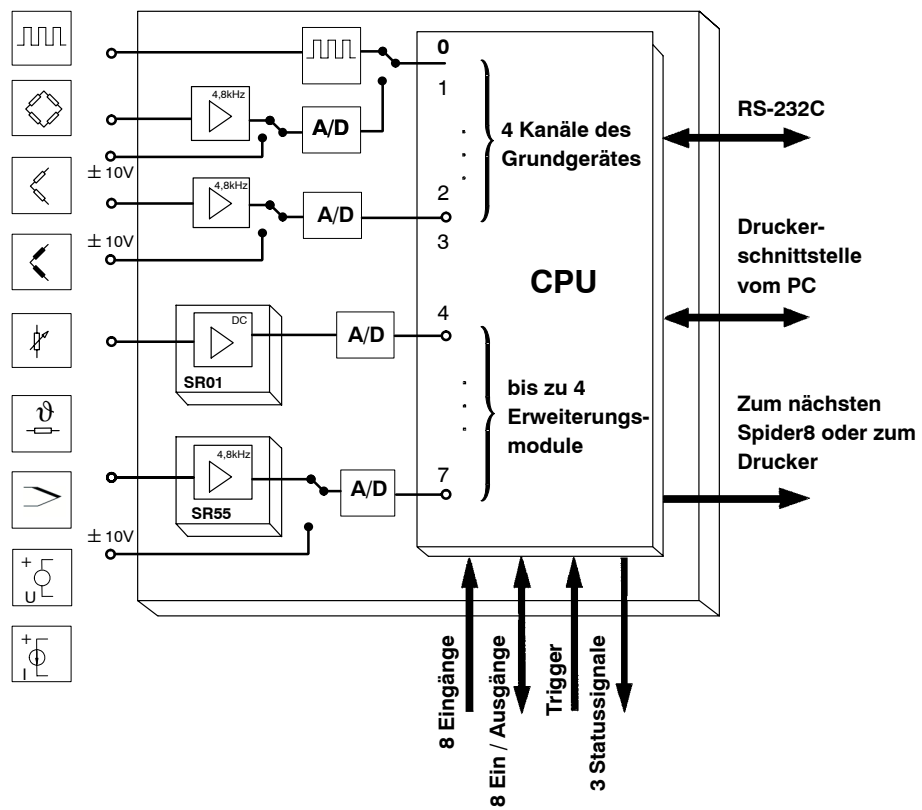 0
4,8kHz
1
A/D
4 Kanäle des
Grundgerätes
RS-232C
± 10V
4,8kHz
A/D
2
± 10V
3
Drucker-
schnittstelle
vom PC
CPU
DC
SR01
A/D
4
bis zu 4
Erweiterungs-
module
Zum nächsten
Spider8 oder zum
Drucker
ϑ
4,8kHz
SR55
A/D
7
± 10V
+
U
+
I
8 Eingänge
8 Ein / Ausgänge
Trigger
3 Statussignale